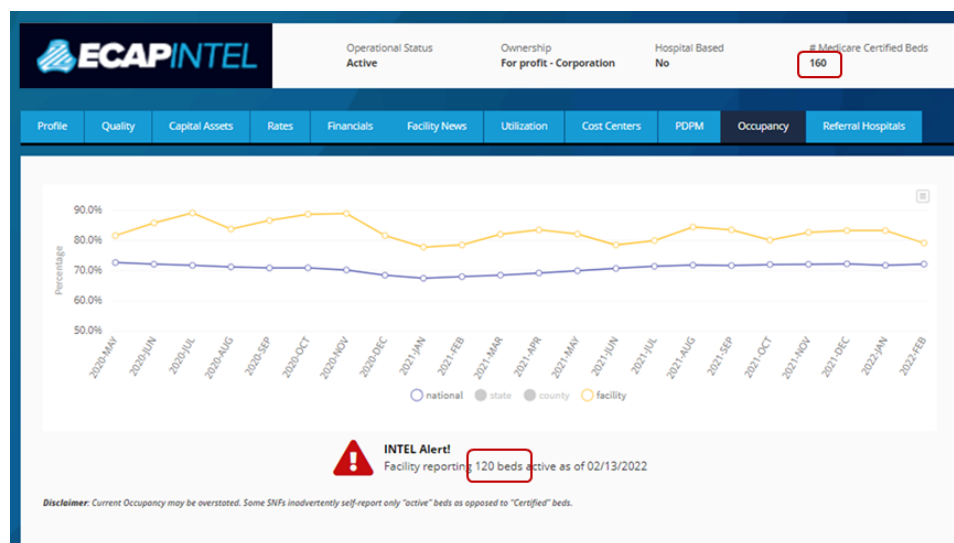 ECAPINTEL
Operational Status
Active
Ownership
For profit - Corporation
Hospital Based
No
# Medicare Certified Beds
160
Profile Quality Capital Assets Rates Financials Facility News Utilization Cost Centers PDPM Occupancy Referral Hospitals
Percentage
90.0%
80.0%
70.0%
60.0%
50.0%
2020-MAY 2020-JUN 2020-JUL 2020-AUG 2020-SEP 2020-OCT 2020-NOV 2020-DEC 2021-JAN 2021-FEB 2021-MAR 2021-APR 2021-MAY 2021-JUN 2021-JUL 2021-AUG 2021-SEP 2021-OCT 2021-NOV 2021-DEC 2022-JAN 2022-FEB
national state county facility
INTEL Alert!
Facility reporting 120 beds active as of 02/13/2022
Disclaimer: Current Occupancy may be overstated. Some SNFs inadvertently self-report only "active" beds as opposed to "Certified" beds.